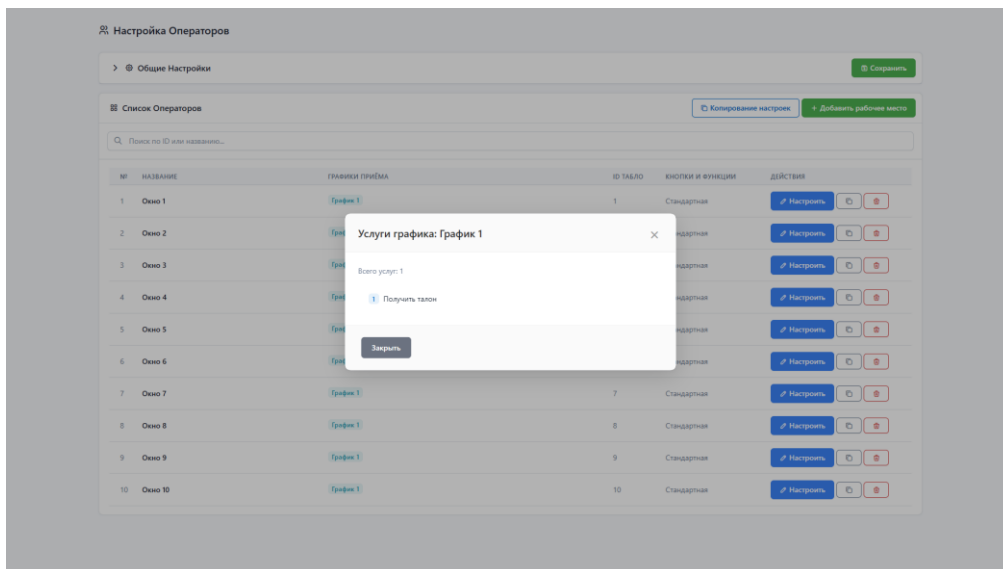 Настройка Операторов
Общие Настройки
Сохранить
Список Операторов
Копирование настроек
+ Добавить рабочее место
Поиск по ID или названию...
№ НАЗВАНИЕ ГРАФИКИ ПРИЁМА ID ТАБЛО КНОПКИ И ФУНКЦИИ ДЕЙСТВИЯ
1 Окно 1 График 1 1 Стандартная Настроить
2 Окно 2 Настроить
3 Окно 3 Настроить
4 Окно 4 Настроить
5 Окно 5 Настроить
6 Окно 6 Настроить
7 Окно 7 График 1 7 Стандартная Настроить
8 Окно 8 График 1 8 Стандартная Настроить
9 Окно 9 График 1 9 Стандартная Настроить
10 Окно 10 График 1 10 Стандартная Настроить
Услуги графика: График 1
Всего услуг: 1
1 Получить талон
Закрыть